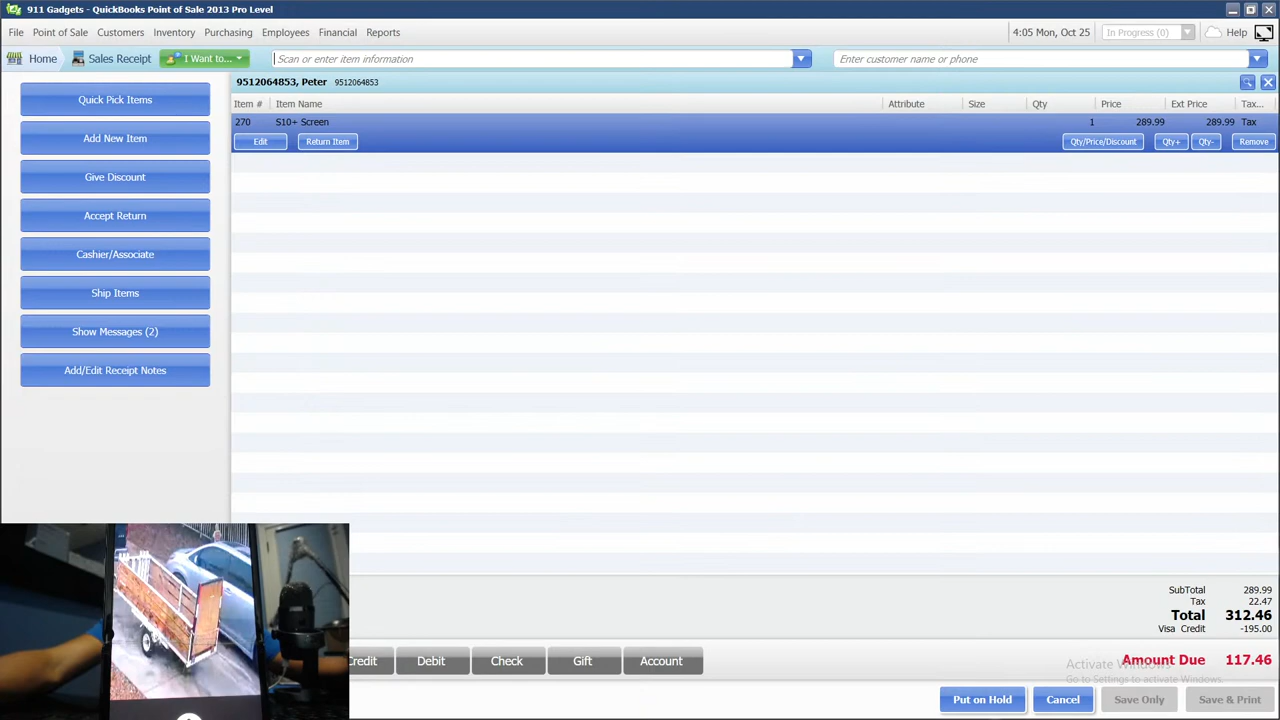 911 Gadgets - QuickBooks Point of Sale 2013 Pro Level
File Point of Sale Customers Inventory Purchasing Employees Financial Reports 4:05 Mon, Oct 25 In Progress (0) Help
Home Sales Receipt I Want to... Scan or enter item information Enter customer name or phone
9512064853, Peter 9512064853
Item # Item Name Attribute Size Qty Price Ext Price Tax...
270 S10+ Screen 1 289.99 289.99 Tax
Edit Return Item Qty/Price/Discount Qty+ Qty- Remove
Quick Pick Items
Add New Item
Give Discount
Accept Return
Cashier/Associate
Ship Items
Show Messages (2)
Add/Edit Receipt Notes
SubTotal 289.99
Tax 22.47
Total 312.46
Visa Credit -195.00
Credit Debit Check Gift Account
Amount Due 117.46
Activate Windows
Go to Settings to activate Windows.
Put on Hold Cancel Save Only Save & Print